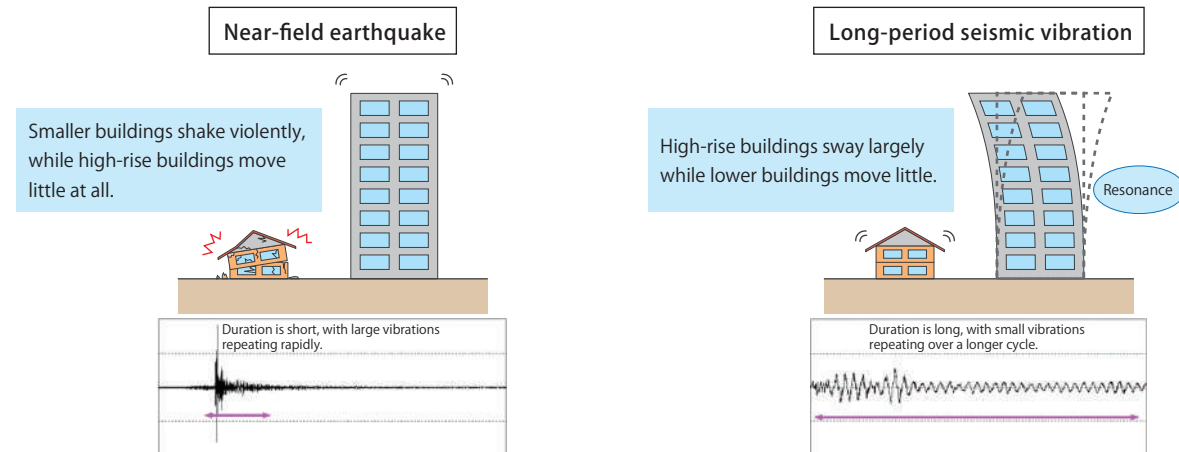 Near-field earthquake
Smaller buildings shake violently,
while high-rise buildings move
little at all.
Duration is short, with large vibrations
repeating rapidly.
Long-period seismic vibration
High-rise buildings sway largely
while lower buildings move little.
Resonance
Duration is long, with small vibrations
repeating over a longer cycle.